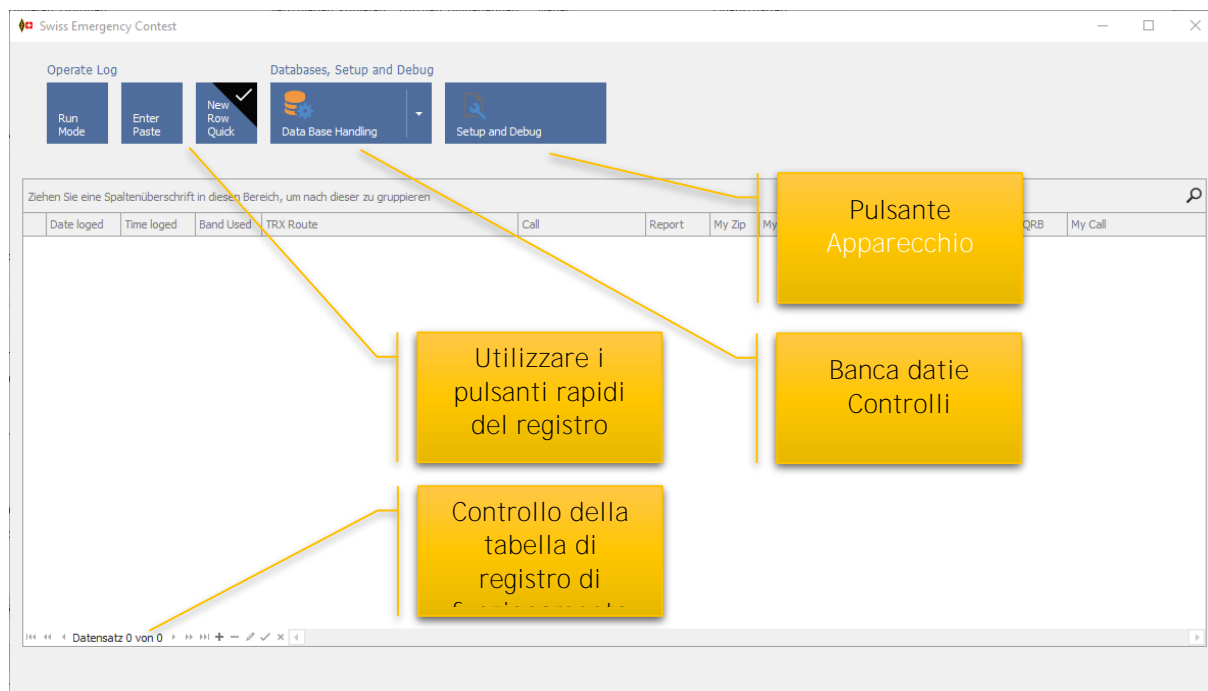 Swiss Emergency Contest
Operate Log
Databases, Setup and Debug
Run
Mode
Enter
Paste
New
Row
Quick
Data Base Handling
Setup and Debug
Ziehen Sie eine Spaltenüberschrift in diesen Bereich, um nach dieser zu gruppieren
Date loged Time loged Band Used TRX Route Call Report My Zip My QRB My Call
Pulsante
Apparecchio
Utilizzare i
pulsanti rapidi
del registro
Banca datie
Controlli
Controllo della
tabella di
registro di
Datensatz 0 von 0